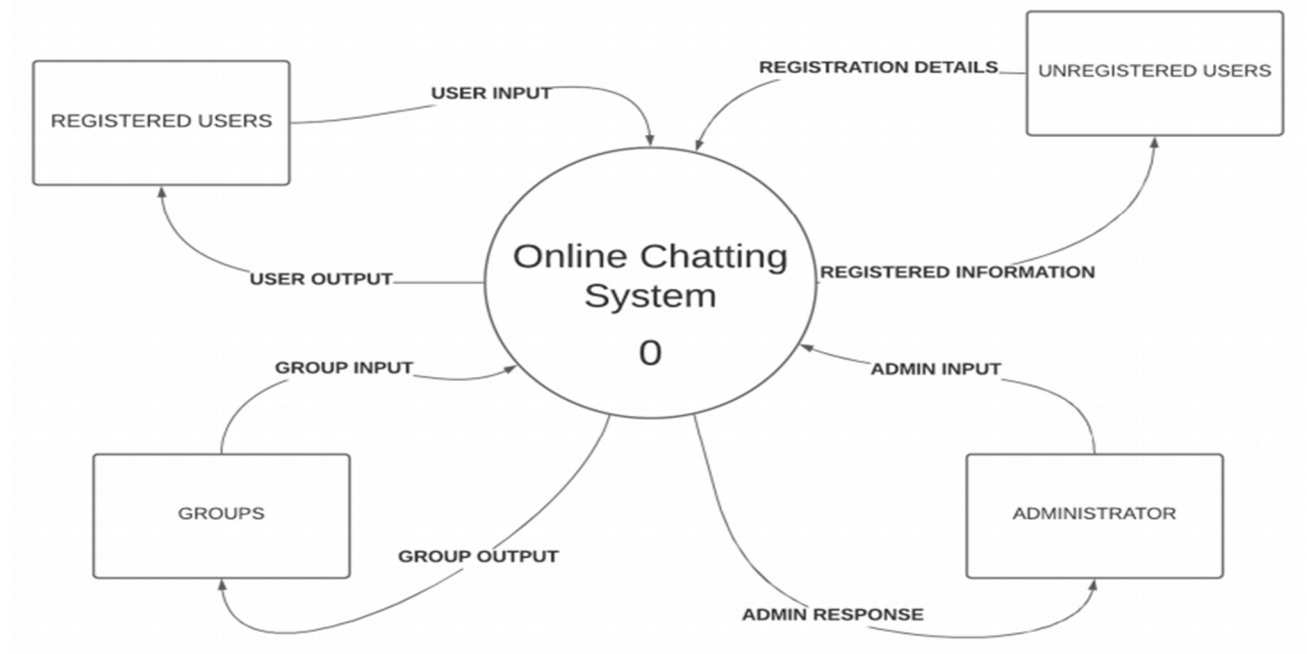 REGISTRATION DETAILS
UNREGISTERED USERS
USER INPUT
REGISTERED USERS
Online Chatting
System
0
USER OUTPUT
REGISTERED INFORMATION
GROUP INPUT
ADMIN INPUT
GROUPS
ADMINISTRATOR
GROUP OUTPUT
ADMIN RESPONSE